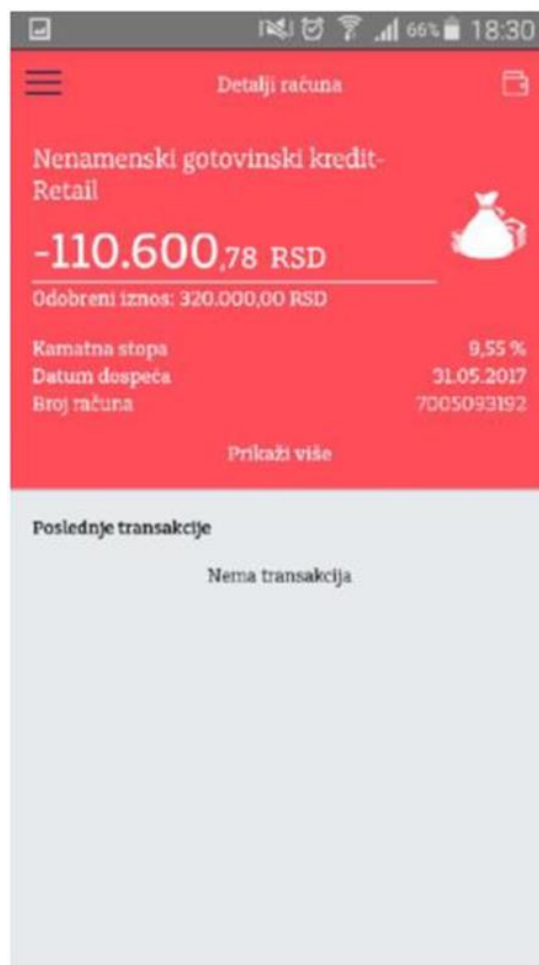 66% 18:30
Detalji računa
Nenamenski gotovinski kredit-
Retail
-110.600,78 RSD
Odobreni iznos: 320.000,00 RSD
Kamatna stopa 9,55 %
Datum dospeća 31.05.2017
Broj računa 7005093192
Prikaži više
Poslednje transakcije
Nema transakcija